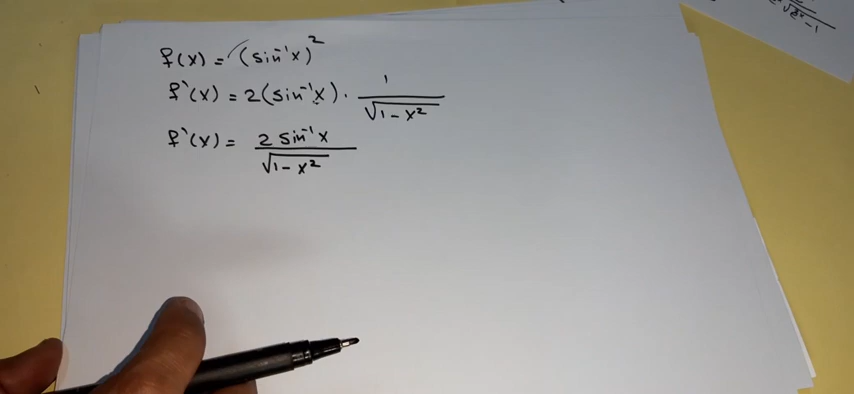 f(x) = (sin⁻¹x)²
f'(x) = 2(sin⁻¹x) · 1/√(1-x²)
f'(x) = 2 sin⁻¹x/√(1-x²)